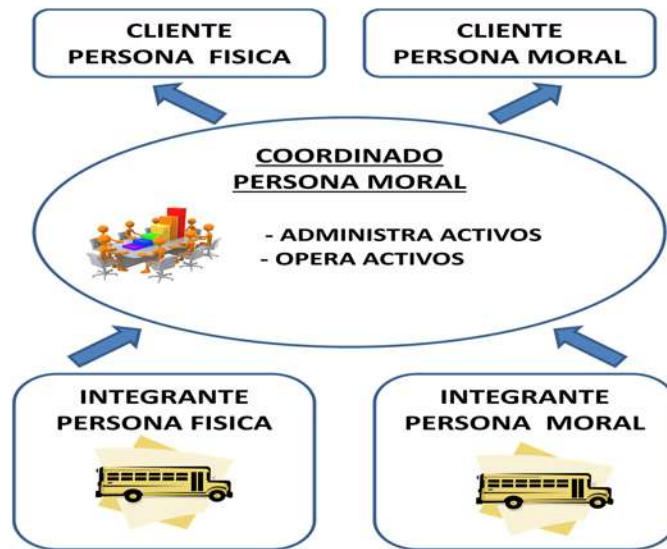 CLIENTE
PERSONA FISICA
CLIENTE
PERSONA MORAL
COORDINADO
PERSONA MORAL
- ADMINISTRA ACTIVOS
- OPERA ACTIVOS
INTEGRANTE
PERSONA FISICA
INTEGRANTE
PERSONA MORAL